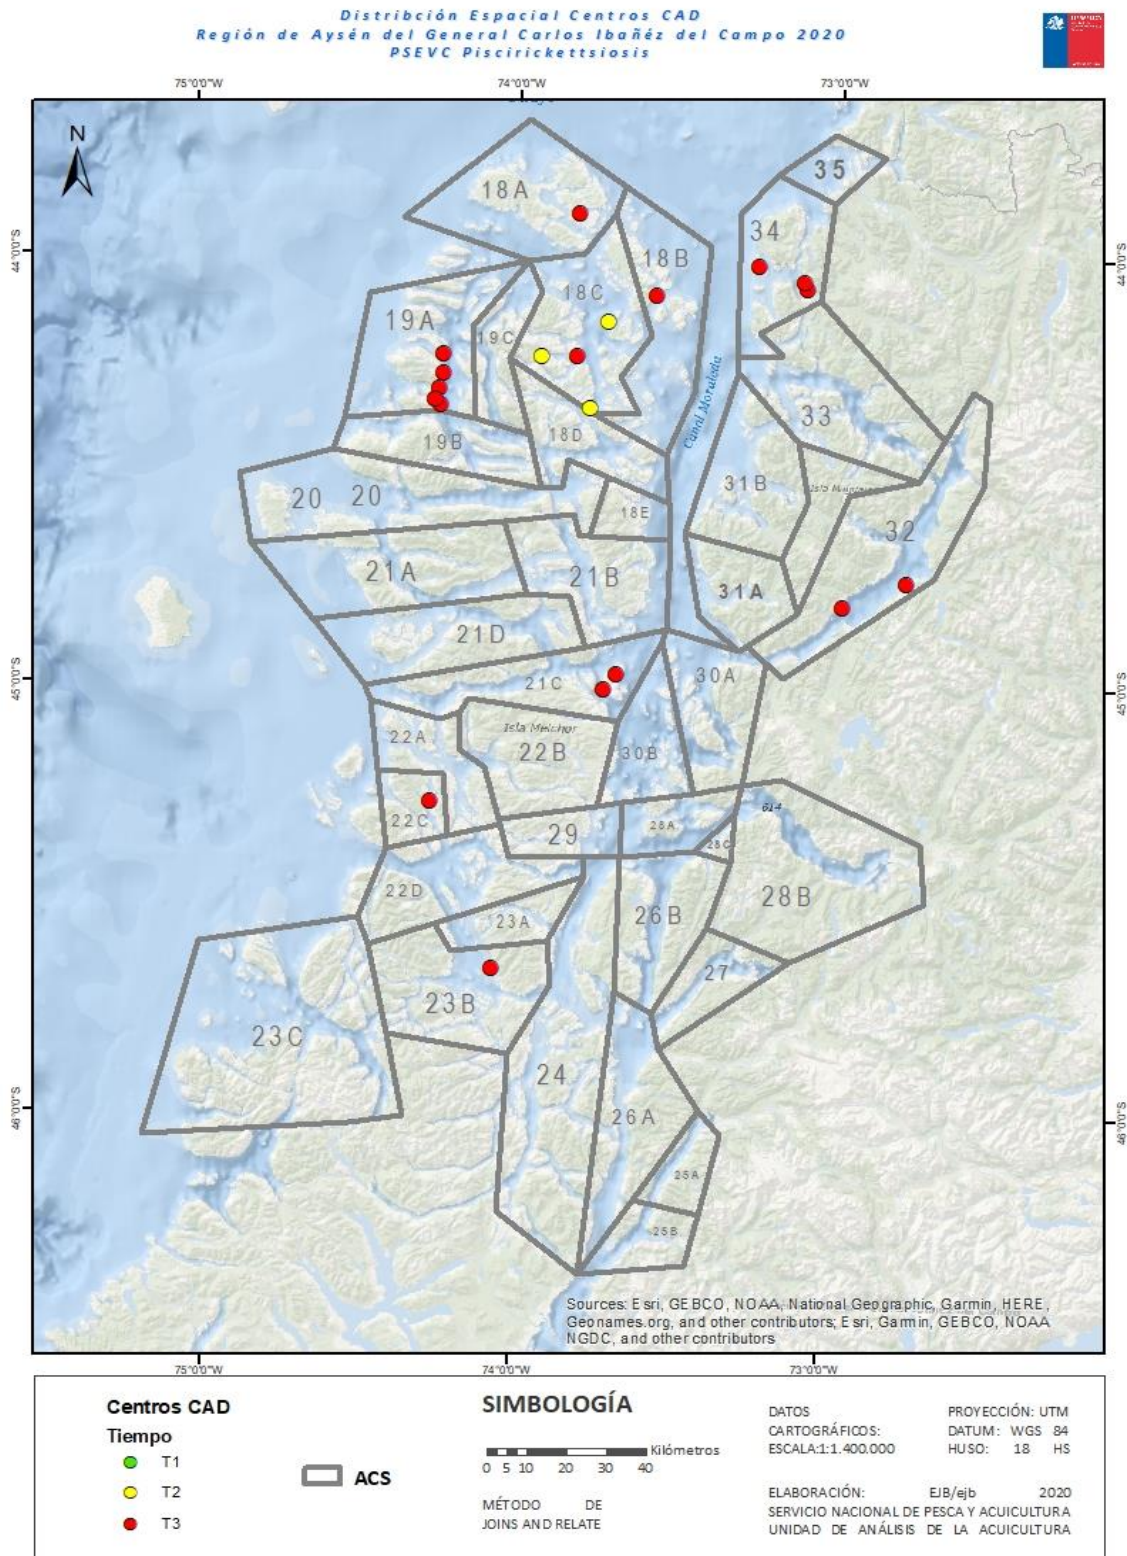 Distribción Espacial Centros CAD
Región de Aysén del General Carlos Ibañéz del Campo 2020
PSEVC Piscirickettsiosis
75°0'0"W 74°0'0"W 73°0'0"W
N
35
18A
34
44°0'0"S 44°0'0"S
18B
18C
19A
19C
Canal Moraleda
33
18D
19B
31B
20 20
18E
32
21A
21B
31A
21D
45°0'0"S 45°0'0"S
21C
30A
Isla Melchor
22A
22B
30B
614
22C
29
28A
28C
22D
28B
23A
26B
27
23B
23C
24
46°0'0"S 46°0'0"S
26A
25A
25B
Sources: Esri, GEBCO, NOAA, National Geographic, Garmin, HERE,
Geonames.org, and other contributors; Esri, Garmin, GEBCO, NOAA
NGDC, and other contributors
75°0'0"W 74°0'0"W 73°0'0"W
Centros CAD
Tiempo
T1
T2
T3
ACS
SIMBOLOGÍA
Kilómetros
0 5 10 20 30 40
MÉTODO DE
JOINS AND RELATE
DATOS
CARTOGRÁFICOS:
ESCALA:1:1.400.000
PROYECCIÓN: UTM
DATUM: WGS 84
HUSO: 18 HS
ELABORACIÓN: EJB/ejb 2020
SERVICIO NACIONAL DE PESCA Y ACUICULTURA
UNIDAD DE ANÁLISIS DE LA ACUICULTURA